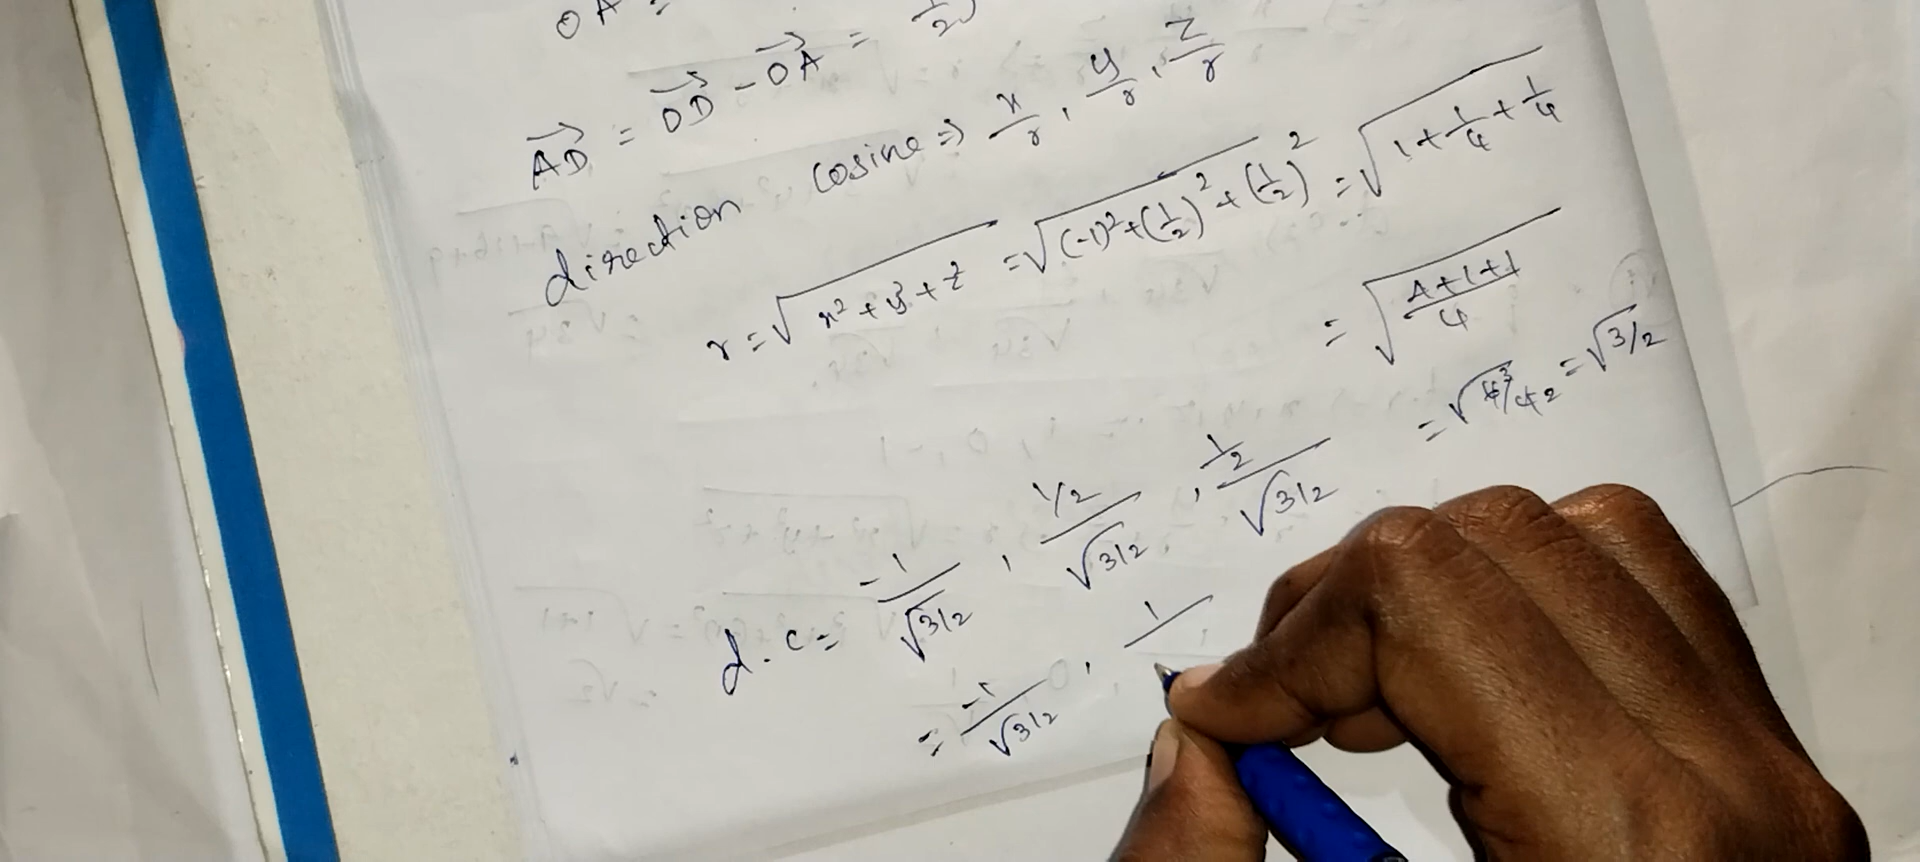 OA =
AD = OD - OA = 1/2
direction cosine ⇒ x/r, y/r, z/r
r = √(x² + y² + z²) = √((-1)² + (1/2)² + (1/2)²) = √(1 + 1/4 + 1/4)
= √((4+1+1)/4)
= √(6/4) 3 2 = √3/2
d.c = -1/√3/2, 1/2/√3/2, 1/2/√3/2
= -1/√3/2, 1/